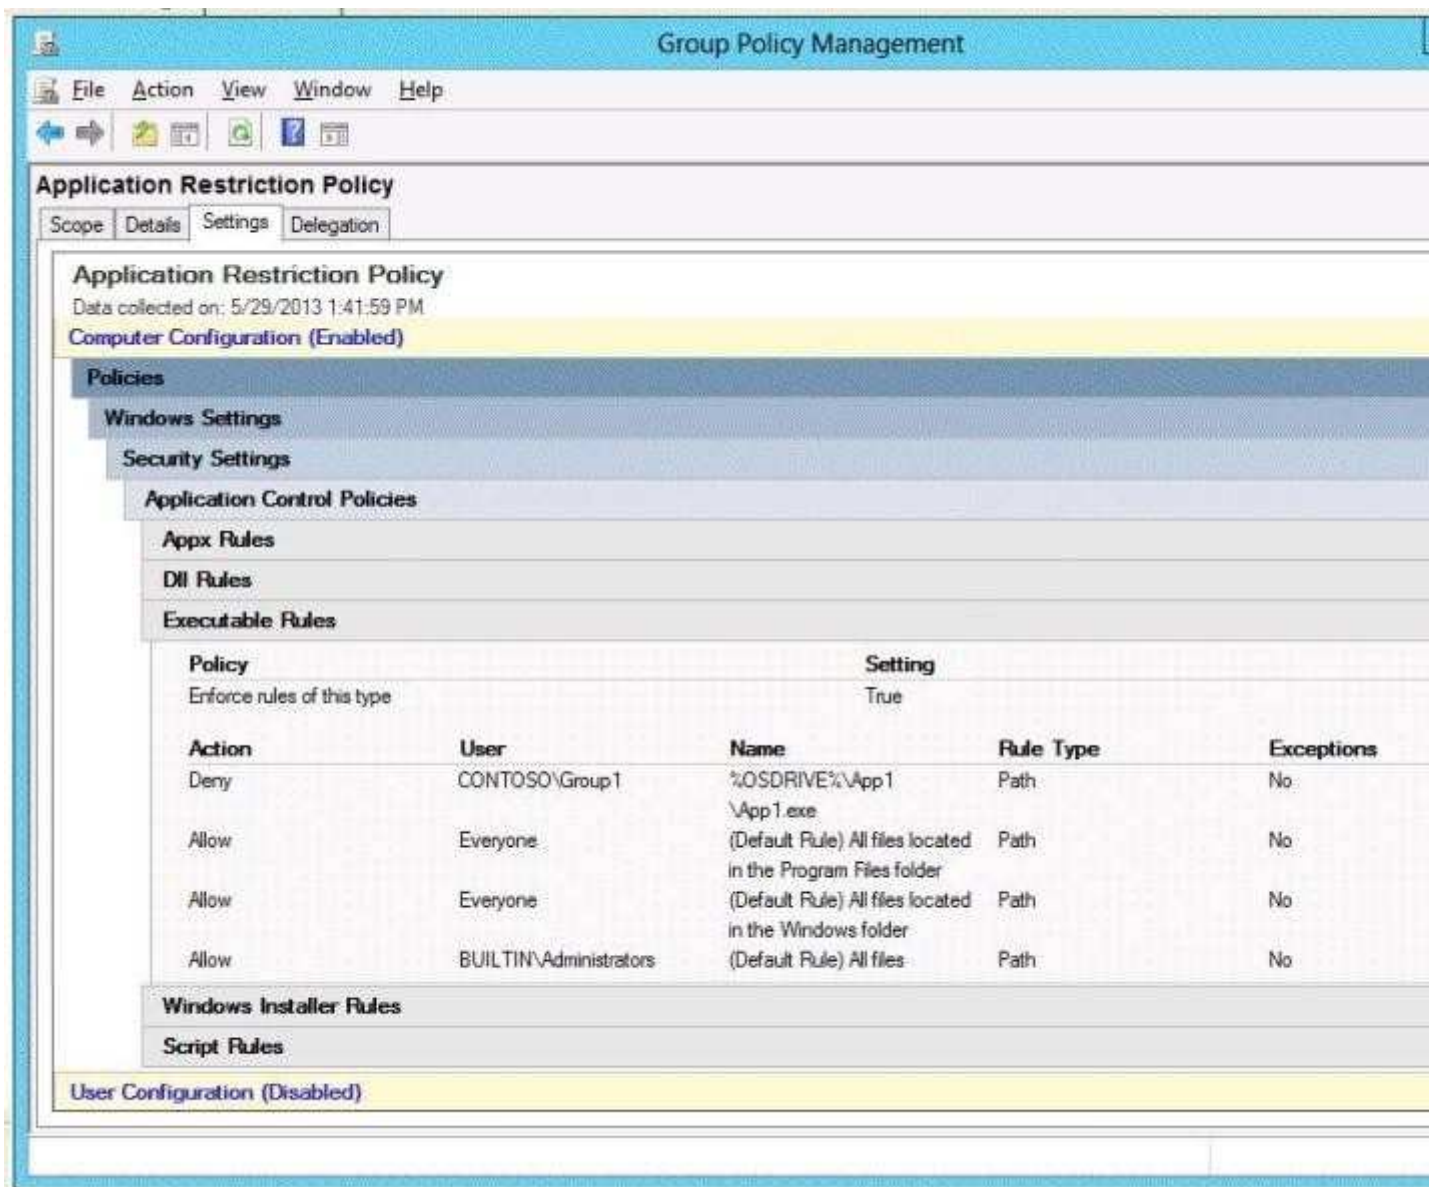 Group Policy Management
File Action View Window Help
Application Restriction Policy
Scope Details Settings Delegation
Application Restriction Policy
Data collected on: 5/29/2013 1:41:59 PM
Computer Configuration (Enabled)
Policies
Windows Settings
Security Settings
Application Control Policies
Appx Rules
Dll Rules
Executable Rules
Policy Setting
Enforce rules of this type True
Action User Name Rule Type Exceptions
Deny CONTOSO\Group1 %OSDRIVE%\App1 Path No
\App1.exe
Allow Everyone (Default Rule) All files located Path No
in the Program Files folder
Allow Everyone (Default Rule) All files located Path No
in the Windows folder
Allow BUILTIN\Administrators (Default Rule) All files Path No
Windows Installer Rules
Script Rules
User Configuration (Disabled)